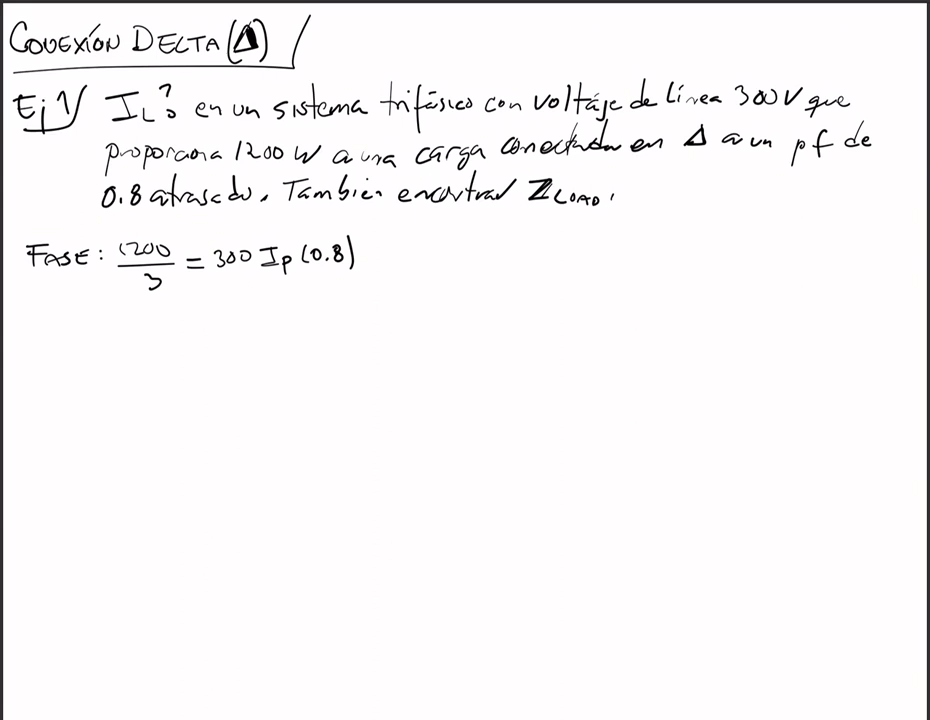 CONEXIÓN DELTA (Δ)
Ej 1/ IL? en un sistema trifásico con voltáje de línea 300V que
proporciona 1200 W a una carga conectada en Δ a un pf de
0.8 atrasado. También encontrar ZLOAD.
FASE: 1200/3 = 300 Ip (0.8)